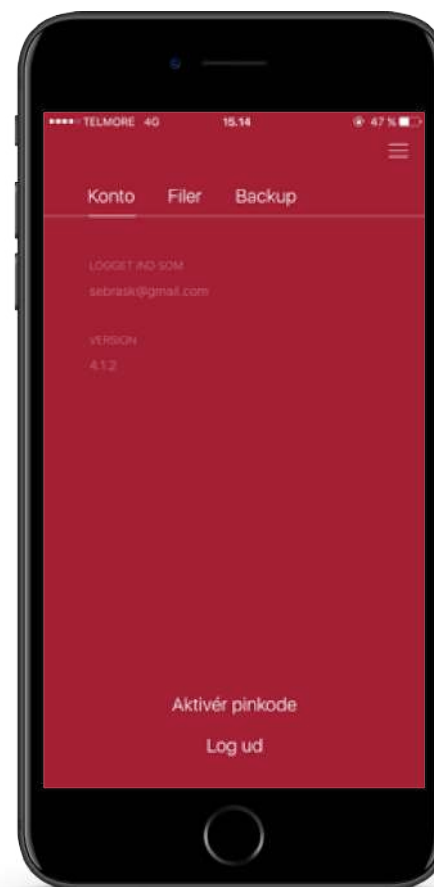 TELMORE 4G 15.14 47 %
Konto Filer Backup
LOGGET IND SOM
sebrask@gmail.com
VERSION
4.1.2
Aktivér pinkode
Log ud